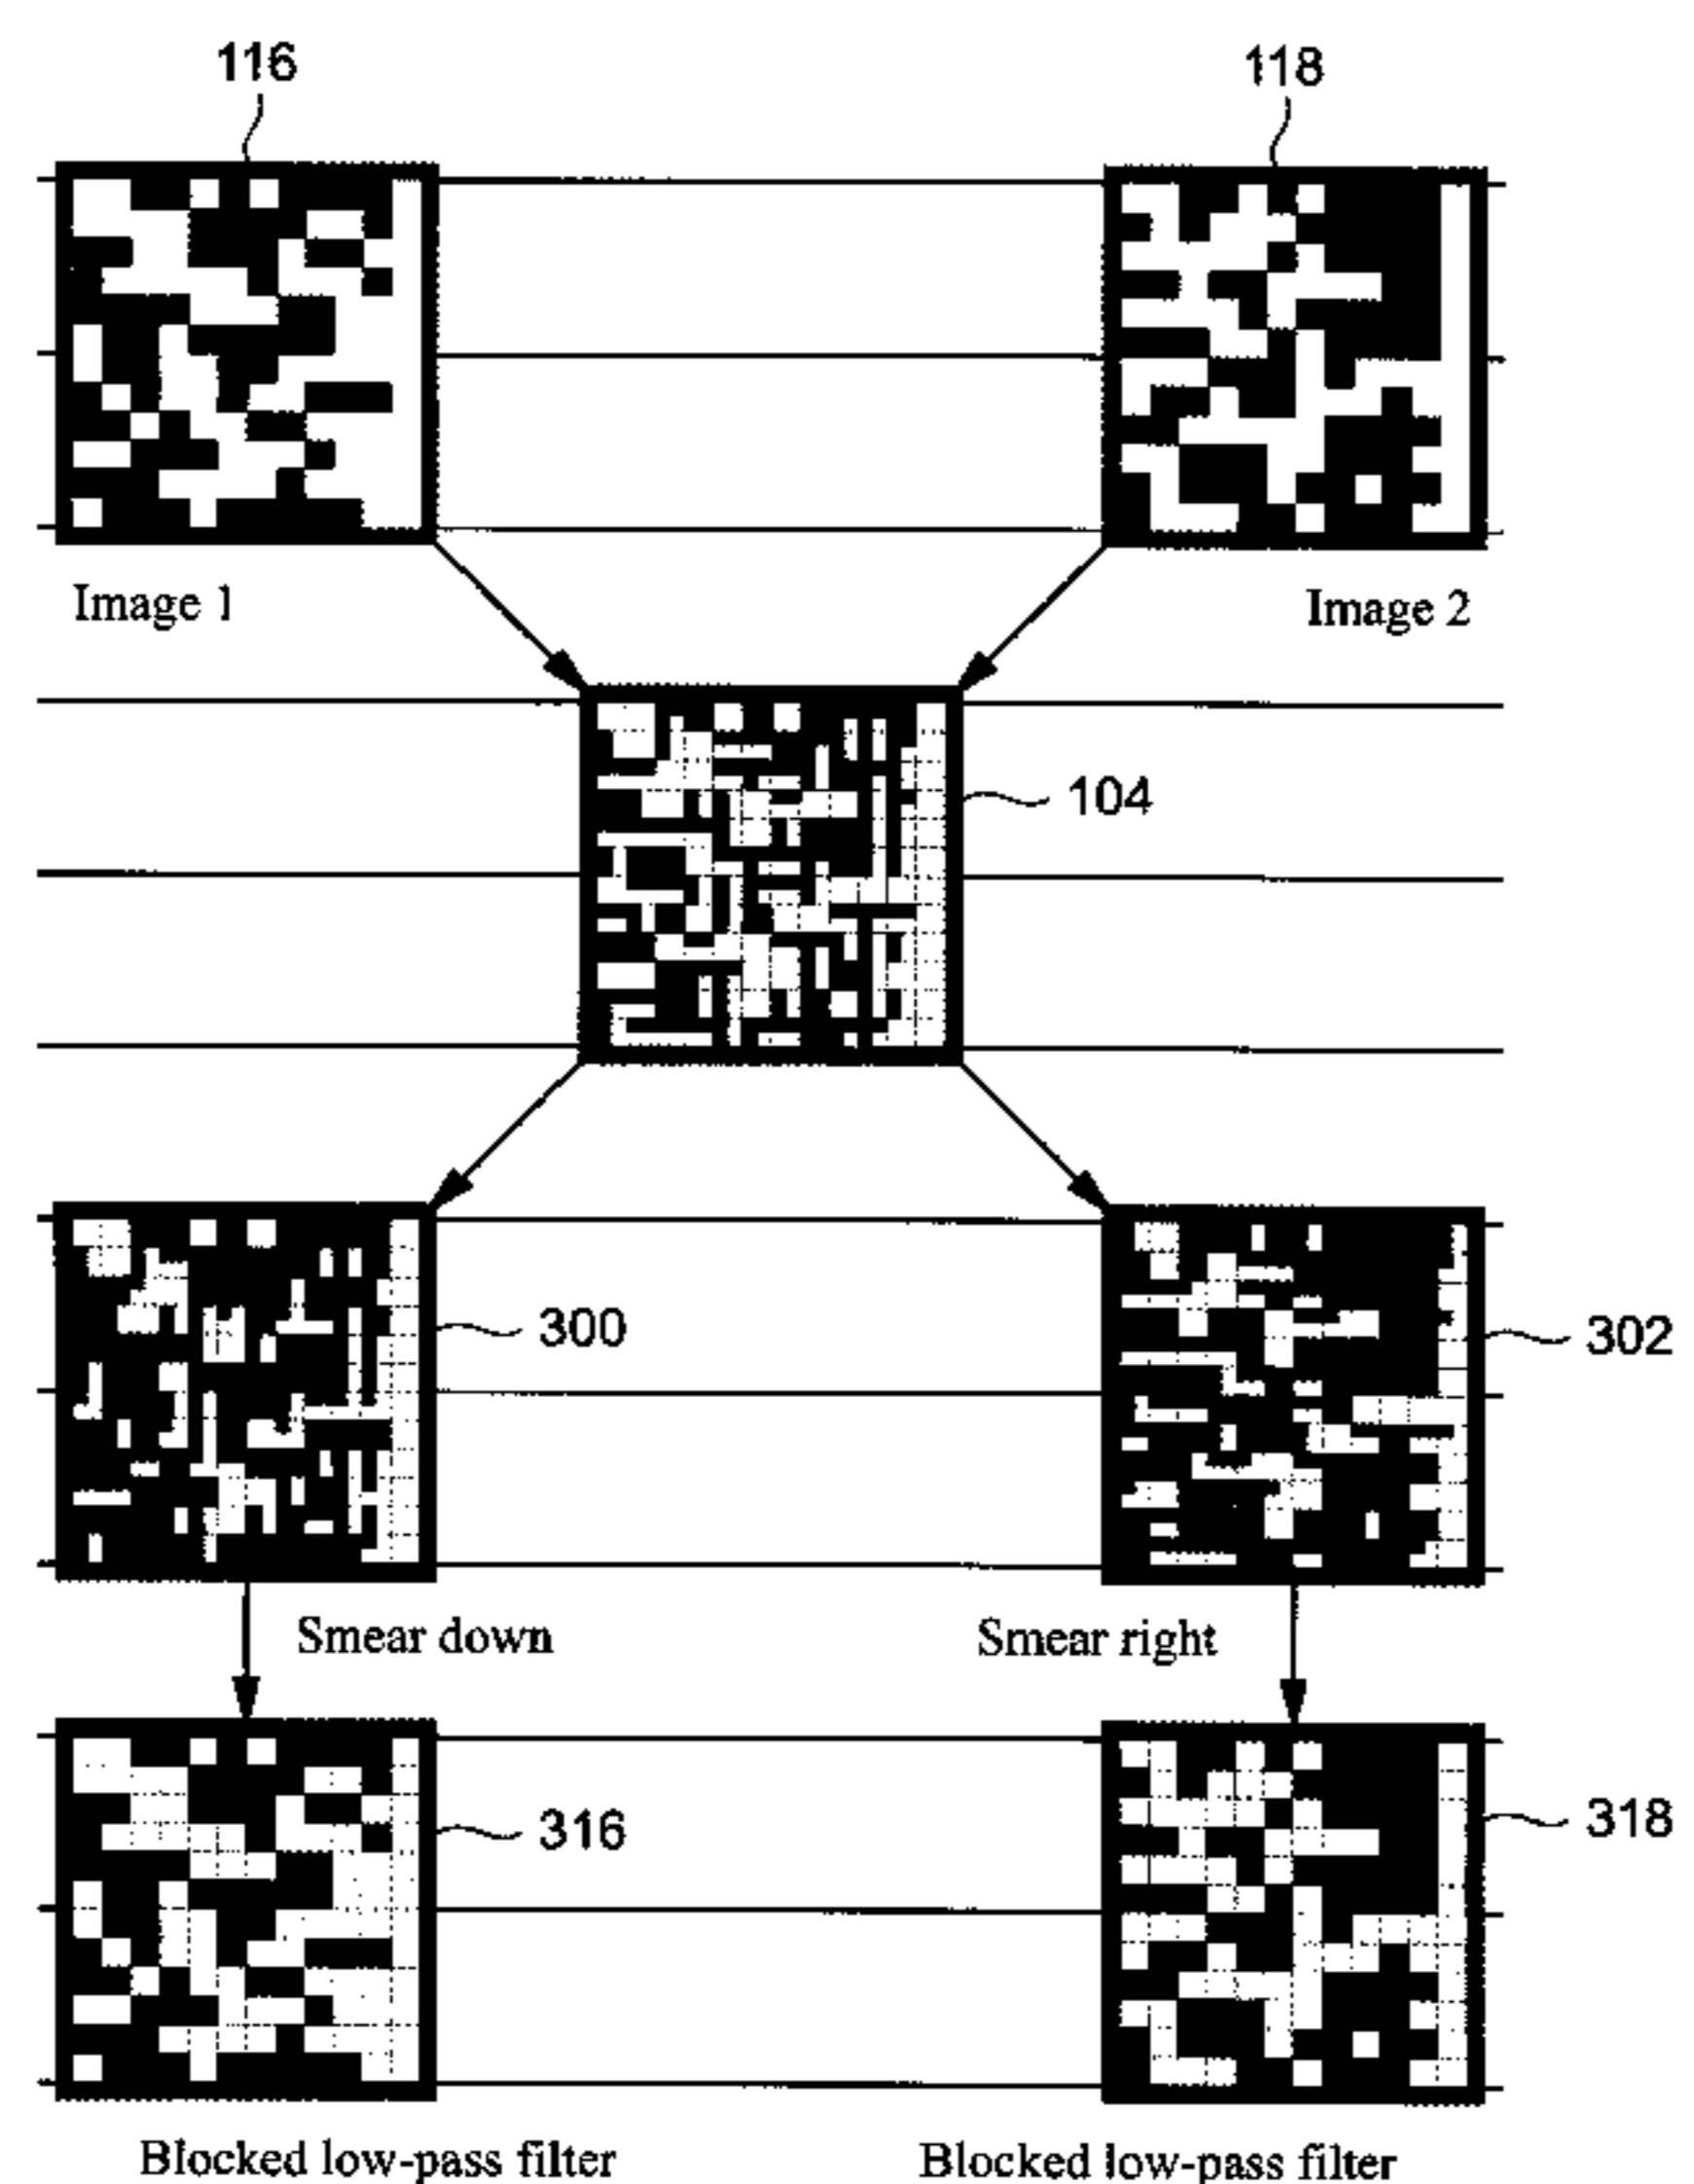 116
118
Image 1
Image 2
104
300
302
Smear down
Smear right
316
318
Blocked low-pass filter
Blocked low-pass filter